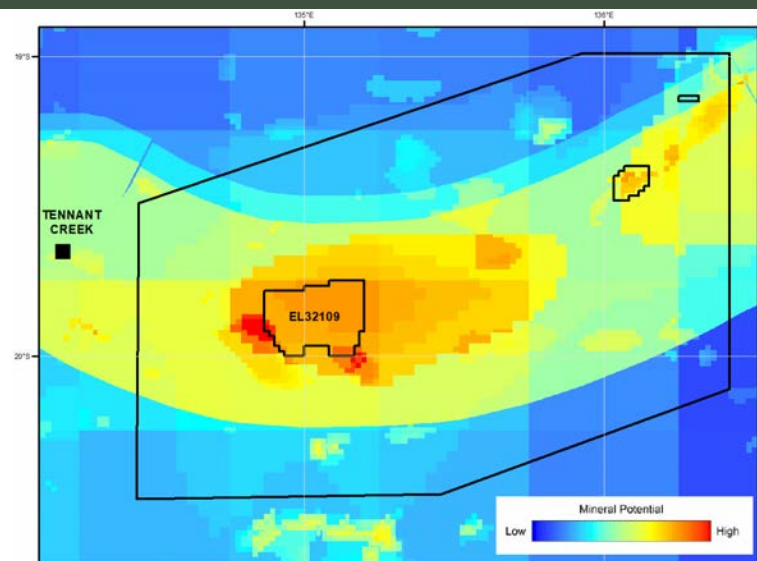 135°E
136°E
19°S
TENNANT
CREEK
EL32109
20°S
Mineral Potential
Low
High